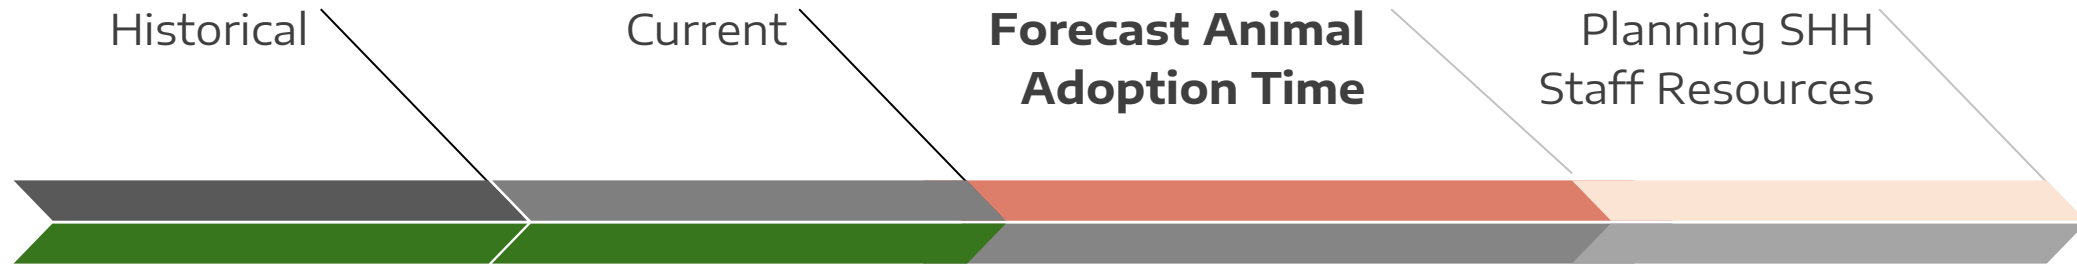 Historical
Current
Forecast Animal
Adoption Time
Planning SHH
Staff Resources